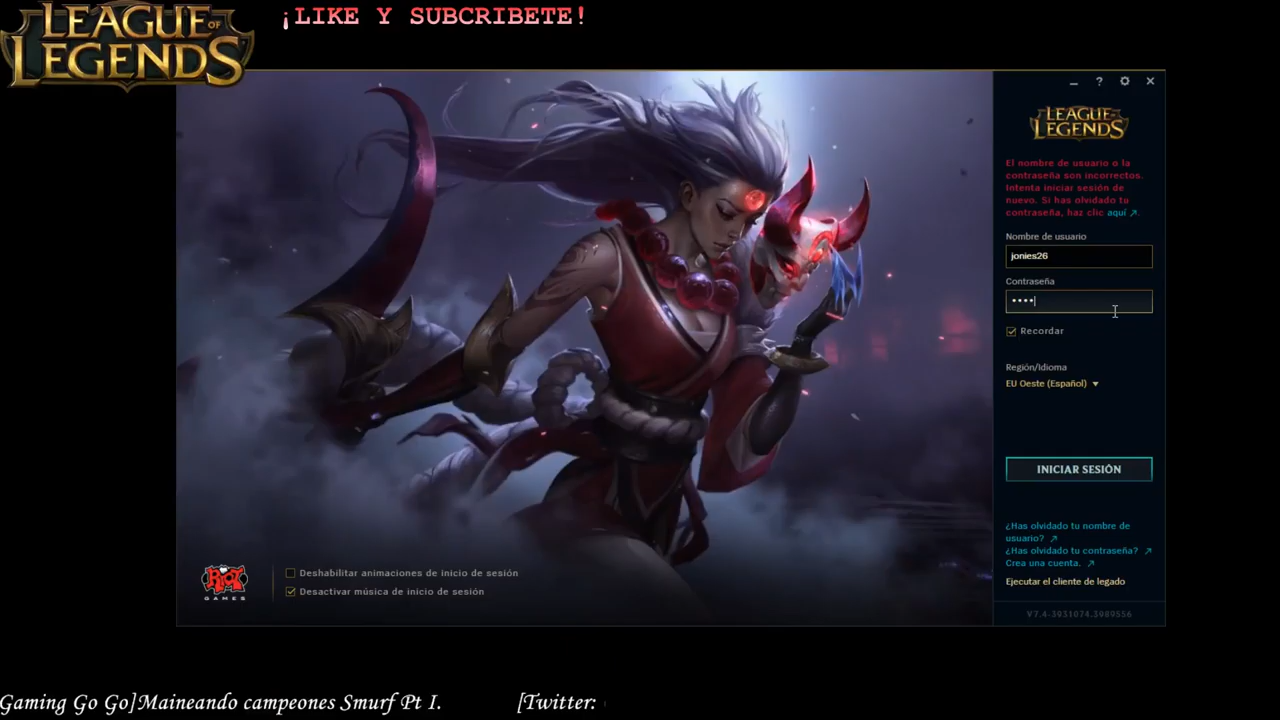 LEAGUE OF
LEGENDS
¡LIKE Y SUBCRIBETE!
?
LEAGUE OF
LEGENDS
El nombre de usuario o la
contraseña son incorrectos.
Intenta iniciar sesión de
nuevo. Si has olvidado tu
contraseña, haz clic aquí ↗.
Nombre de usuario
jonies26
Contraseña
••••
Recordar
Región/Idioma
EU Oeste (Español)
INICIAR SESIÓN
¿Has olvidado tu nombre de
usuario? ↗
¿Has olvidado tu contraseña? ↗
Crea una cuenta. ↗
Ejecutar el cliente de legado
V7.4-3931074.3989556
RIOT
GAMES
Deshabilitar animaciones de inicio de sesión
Desactivar música de inicio de sesión
Gaming Go Go]Maineando campeones Smurf Pt I. [Twitter: